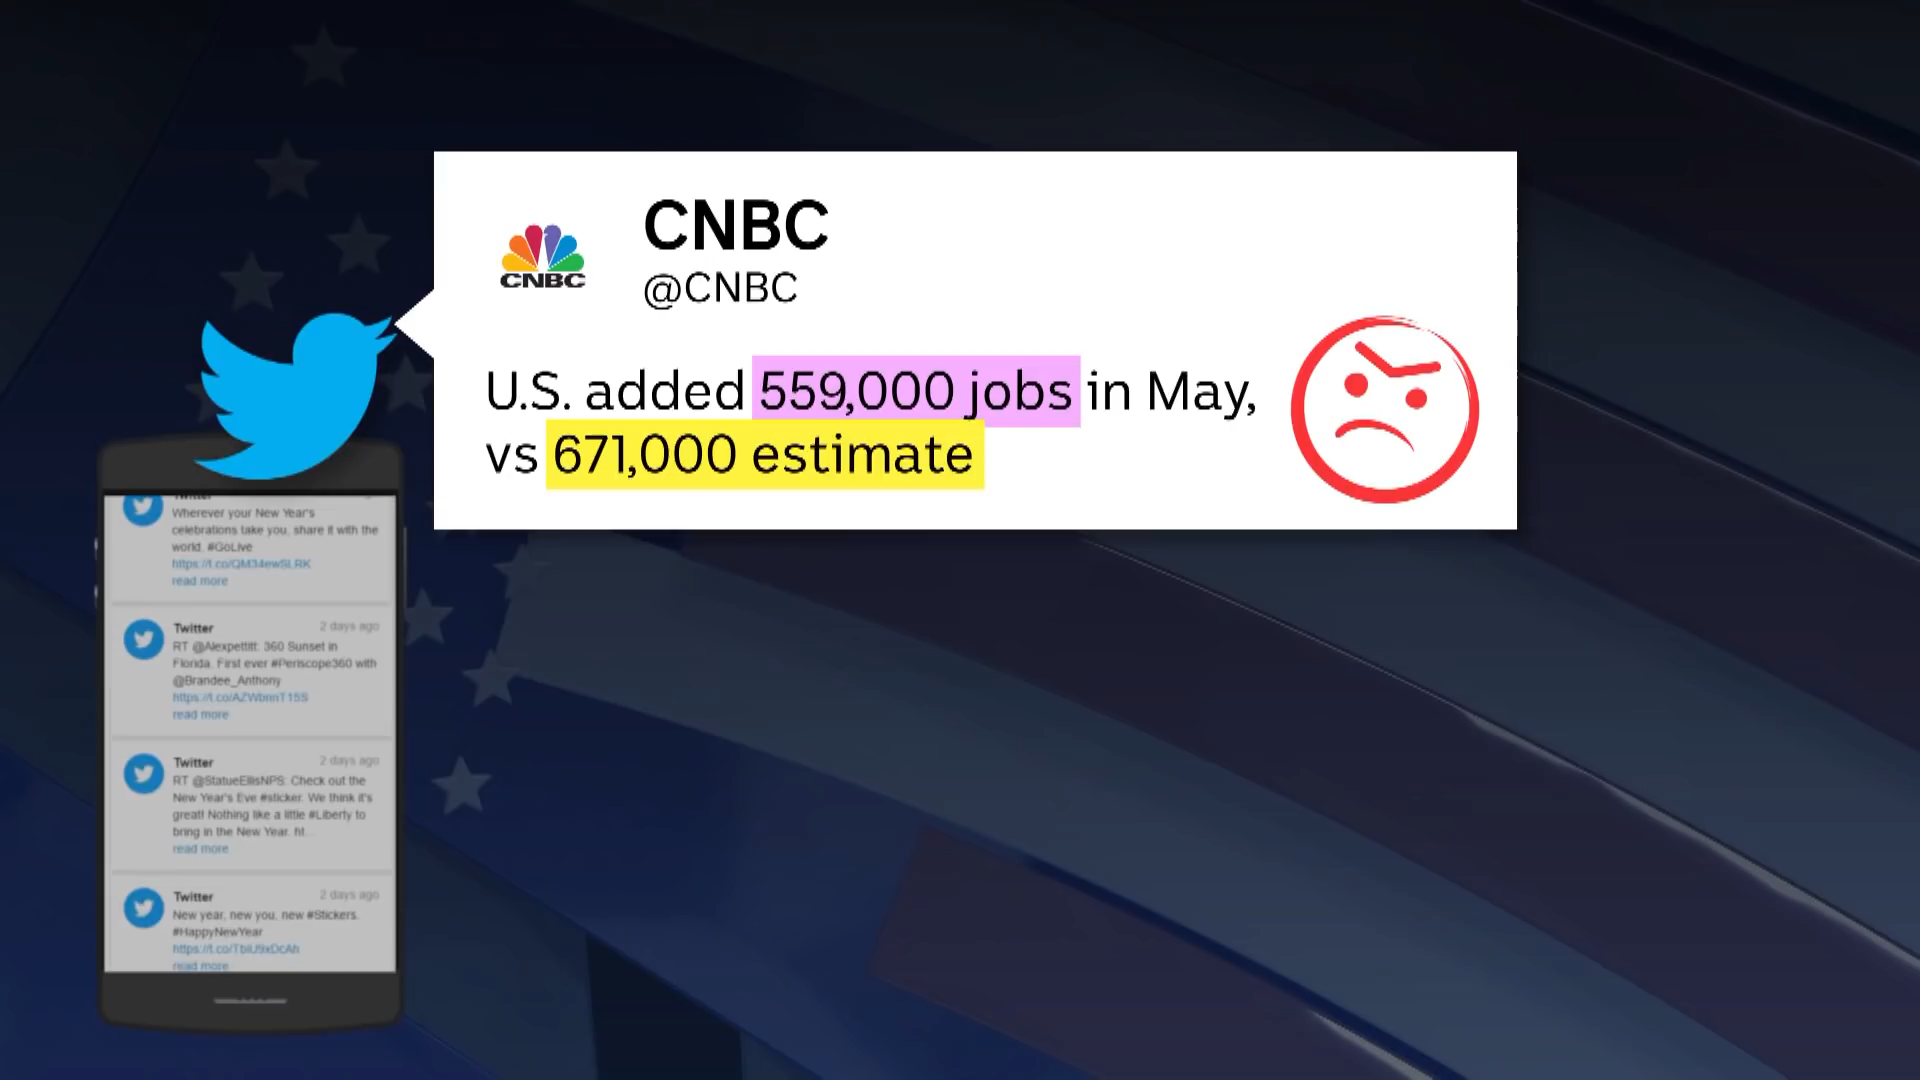 CNBC
CNBC
@CNBC
U.S. added 559,000 jobs in May,
vs 671,000 estimate
Twitter
Wherever your New Year's
celebrations take you, share it with the
world. #GoLive
read more
Twitter 2 days ago
RT @Alexpettitt: 360 Sunset in
Florida. First ever #Periscope360 with
@Brandee_Anthony
read more
Twitter 2 days ago
RT @StatueEllisNPS: Check out the
New Year's Eve #sticker. We think it's
great! Nothing like a little #Liberty to
bring in the New Year. ht...
read more
Twitter 2 days ago
New year, new you, new #Stickers.
#HappyNewYear
read more